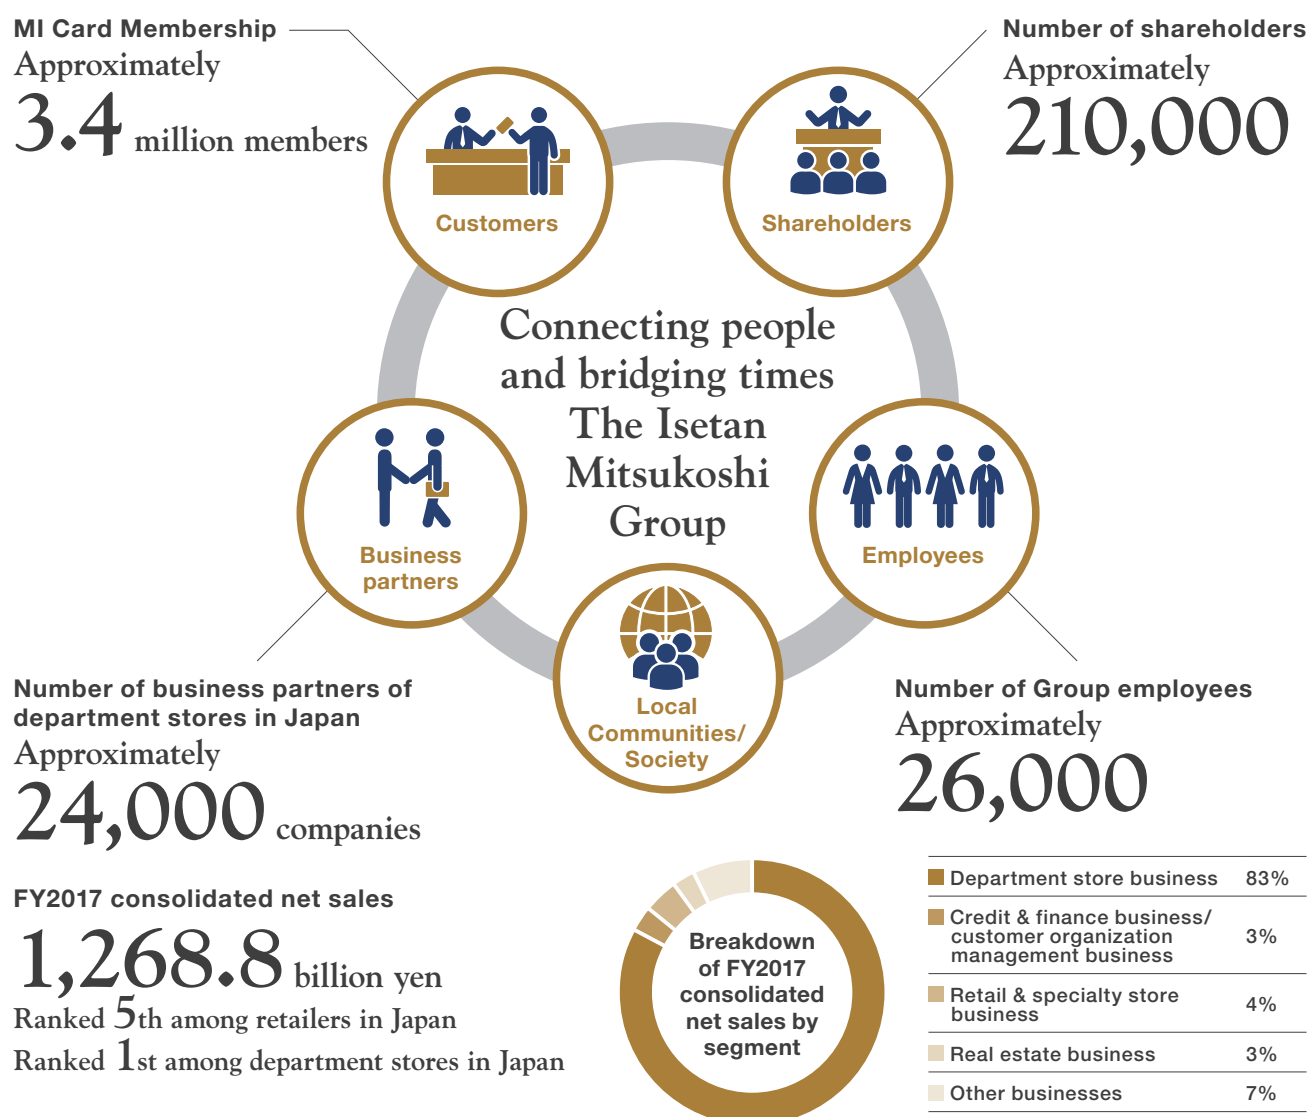 MI Card Membership
Approximately
3.4 million members
Number of shareholders
Approximately
210,000
Customers
Shareholders
Connecting people
and bridging times
The Isetan
Mitsukoshi
Group
Business
partners
Employees
Local
Communities/
Society
Number of business partners of
department stores in Japan
Approximately
24,000 companies
Number of Group employees
Approximately
26,000
FY2017 consolidated net sales
1,268.8 billion yen
Ranked 5th among retailers in Japan
Ranked 1st among department stores in Japan
Breakdown
of FY2017
consolidated
net sales by
segment
Department store business 83%
Credit & finance business/
customer organization
management business
3%
Retail & specialty store
business
4%
Real estate business 3%
Other businesses 7%